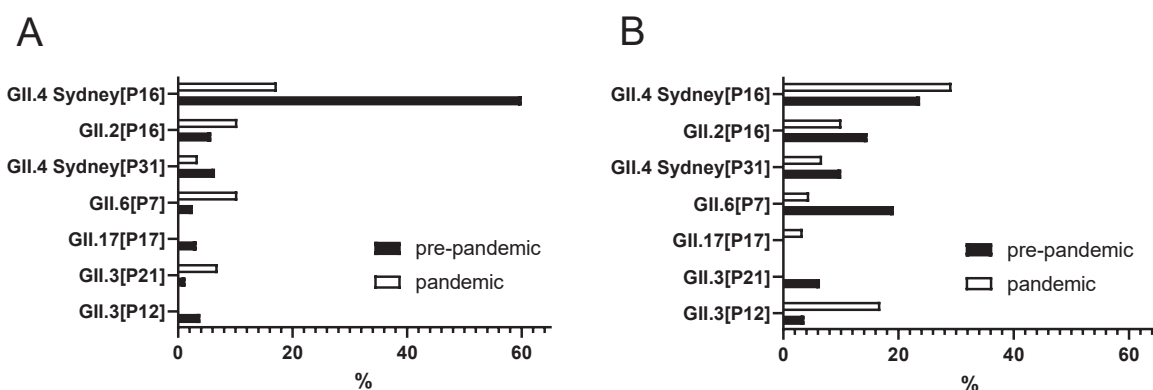 A
GII.4 Sydney[P16]
GII.2[P16]
GII.4 Sydney[P31]
GII.6[P7]
GII.17[P17]
GII.3[P21]
GII.3[P12]
pre-pandemic
pandemic
0 20 40 60
%
B
GII.4 Sydney[P16]
GII.2[P16]
GII.4 Sydney[P31]
GII.6[P7]
GII.17[P17]
GII.3[P21]
GII.3[P12]
pre-pandemic
pandemic
0 20 40 60
%